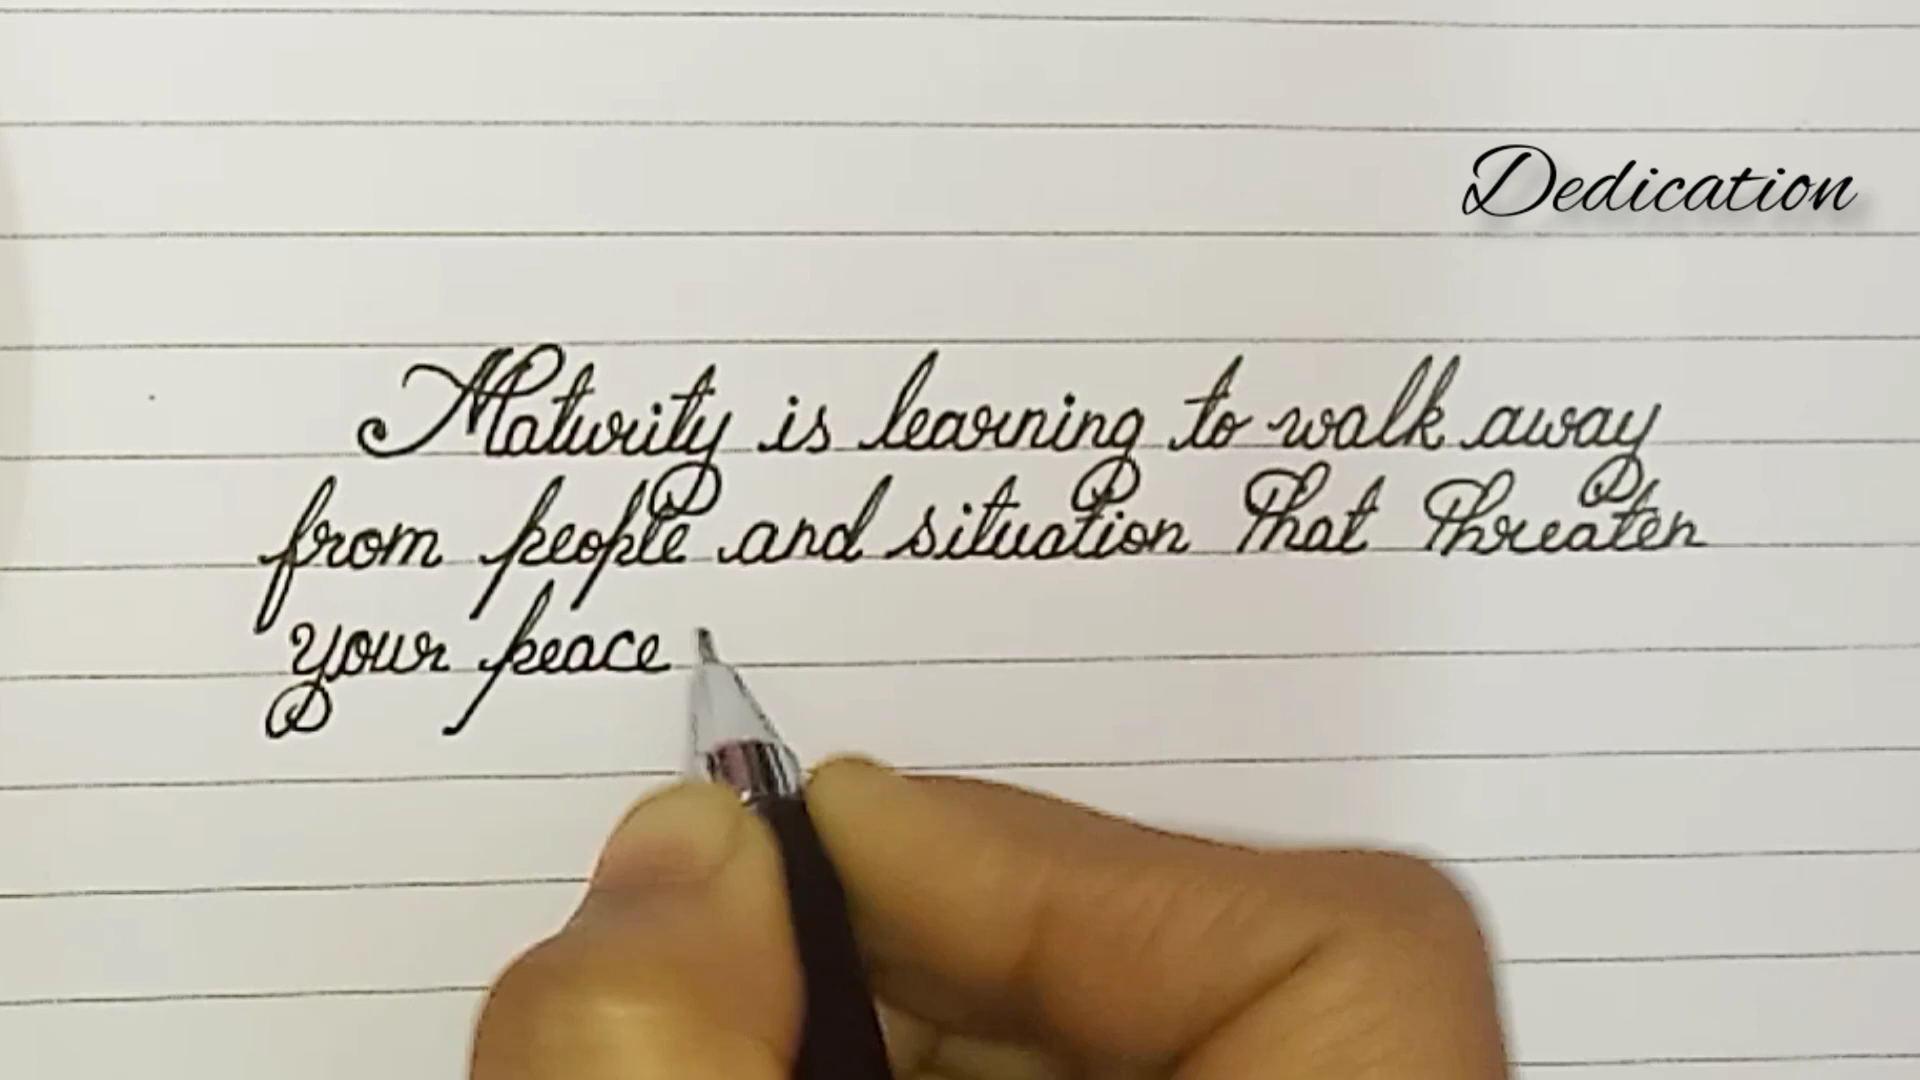 Dedication
Maturity is learning to walk away
from people and situation that threaten
your peace